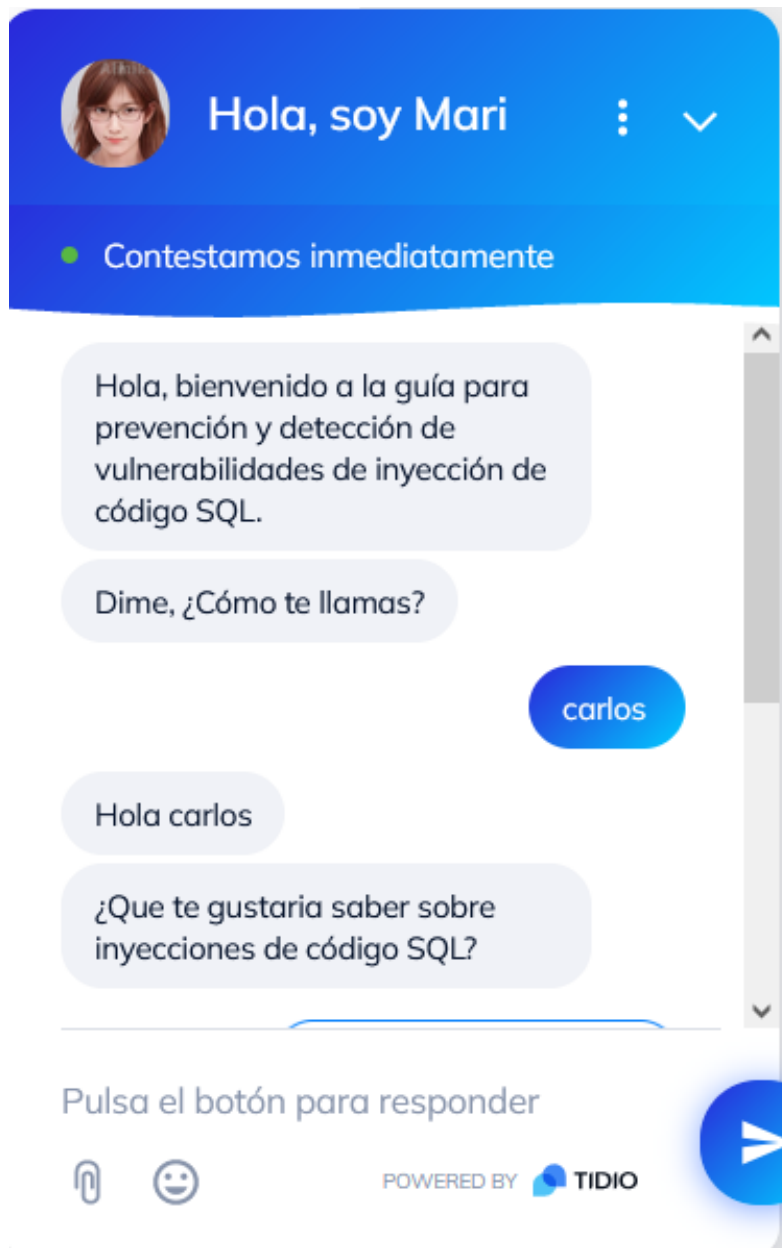 Hola, soy Mari
Contestamos inmediatamente
Hola, bienvenido a la guía para
prevención y detección de
vulnerabilidades de inyección de
código SQL.
Dime, ¿Cómo te llamas?
carlos
Hola carlos
¿Que te gustaria saber sobre
inyecciones de código SQL?
Pulsa el botón para responder
POWERED BY TIDIO